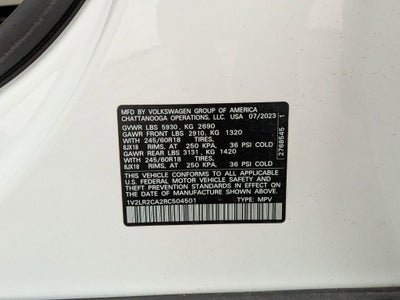 MFD BY VOLKSWAGEN GROUP OF AMERICA
CHATTANOOGA OPERATIONS, LLC. USA 07/2023
GVWR LBS 5930, KG 2690
GAWR FRONT LBS 2910, KG 1320
WITH 245/60R18 TIRES,
8JX18 RIMS, AT 250 KPA, 36 PSI COLD
GAWR REAR LBS 3131, KG 1420
WITH 245/60R18 TIRES,
8JX18 RIMS, AT 250 KPA, 36 PSI COLD
THIS VEHICLE CONFORMS TO ALL APPLICABLE
FEDERAL MOTOR VEHICLE SAFETY AND
THEFT PREVENTION STANDARDS IN EFFECT ON
THE DATE OF MANUFACTURE SHOWN ABOVE.
1V2LR2CA2RC504501 TYPE: MPV
2768545 1